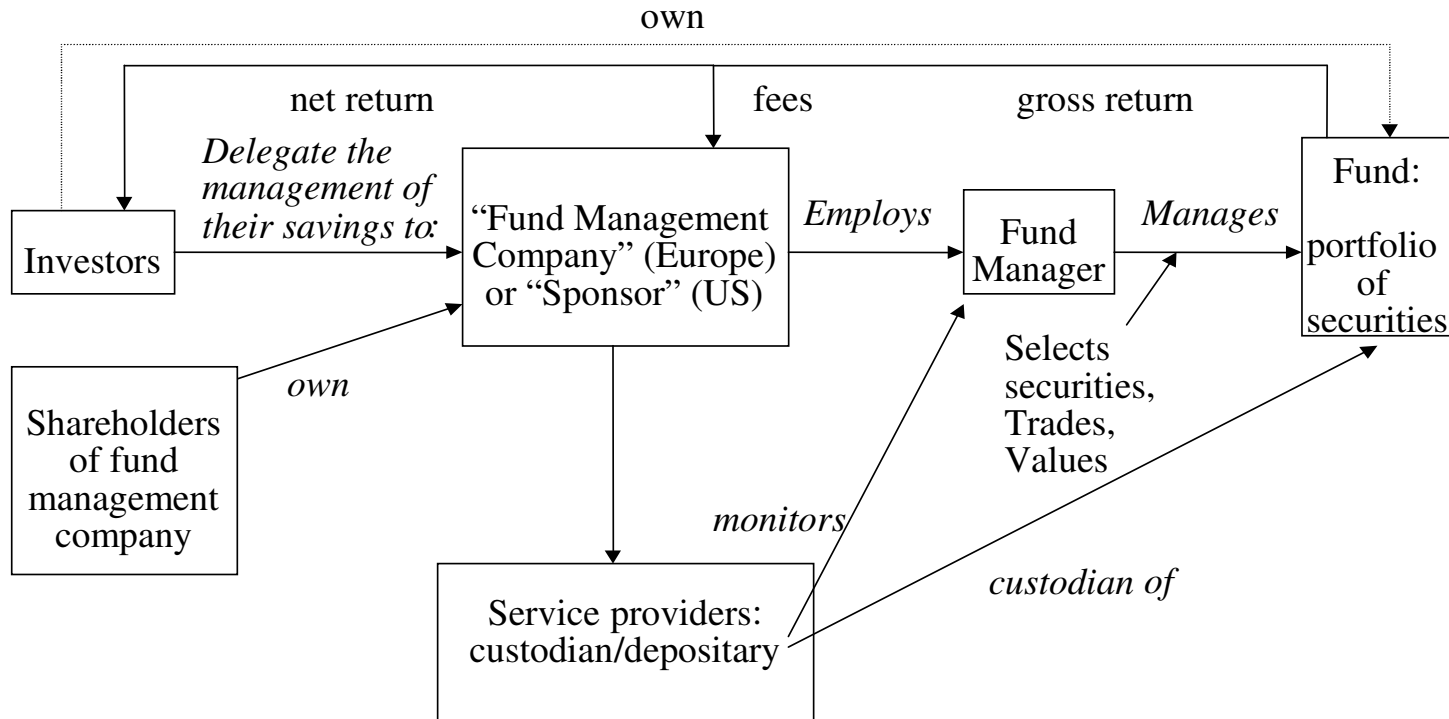 own
net return
fees
gross return
Delegate the
management of
their savings to:
Investors
“Fund Management
Company” (Europe)
or “Sponsor” (US)
Employs
Fund
Manager
Manages
Fund:
portfolio
of
securities
Selects
securities,
Trades,
Values
own
Shareholders
of fund
management
company
monitors
custodian of
Service providers:
custodian/depositary